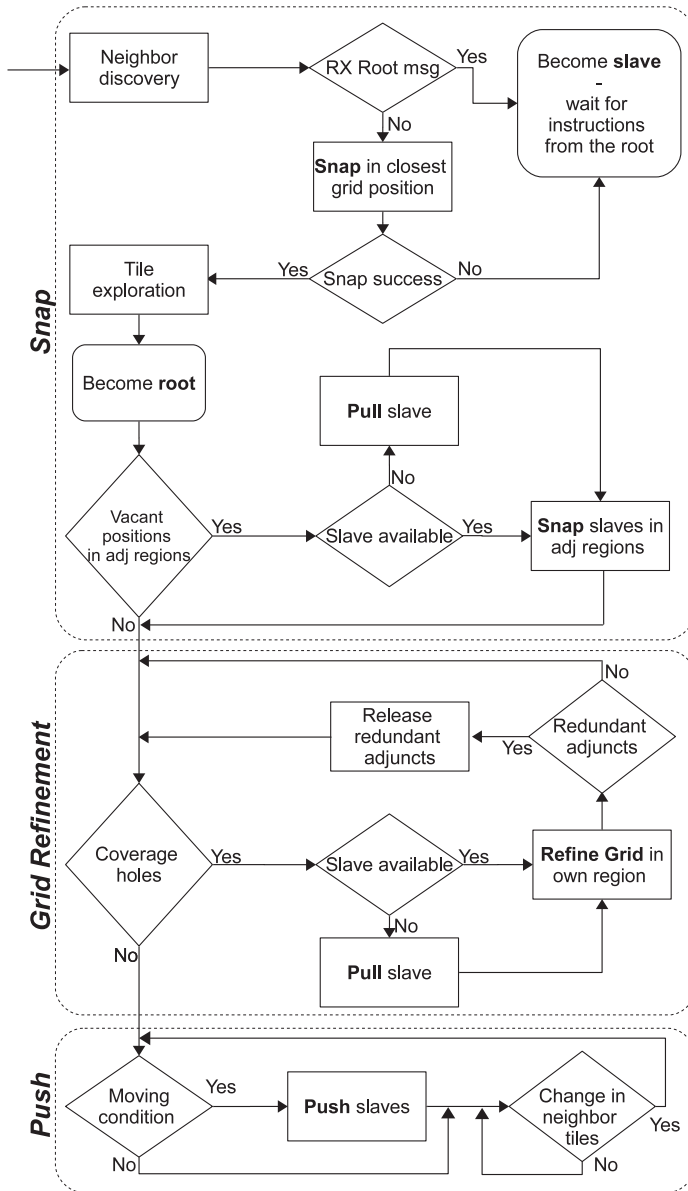 Neighbor
discovery
RX Root msg
Yes
Become slave
-
wait for
instructions
from the root
No
Snap in closest
grid position
Tile
exploration
Yes
Snap success
No
Snap
Become root
Pull slave
No
Vacant
positions
in adj regions
Yes
Slave available
Yes
Snap slaves in
adj regions
No
No
Release
redundant
adjuncts
Yes
Redundant
adjuncts
Grid Refinement
Coverage
holes
Yes
Slave available
Yes
Refine Grid in
own region
No
No
Pull slave
Push
Moving
condition
Yes
Push slaves
Change in
neighbor
tiles
Yes
No
No